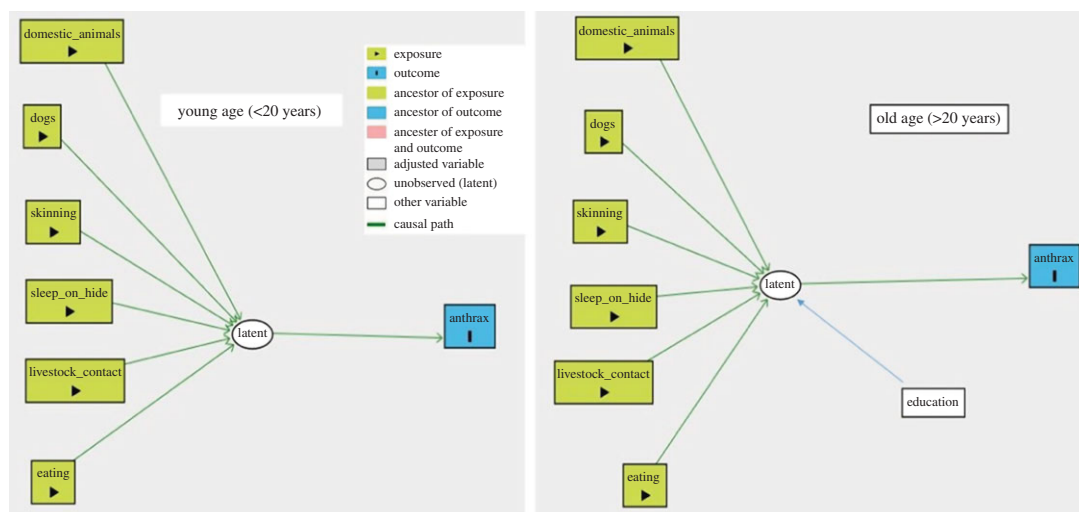 domestic_animals
young age (<20 years)
dogs
skinning
sleep_on_hide
livestock_contact
eating
latent
anthrax
exposure
outcome
ancestor of exposure
ancestor of outcome
ancester of exposure
and outcome
adjusted variable
unobserved (latent)
other variable
causal path
domestic_animals
old age (>20 years)
dogs
skinning
sleep_on_hide
livestock_contact
eating
latent
anthrax
education